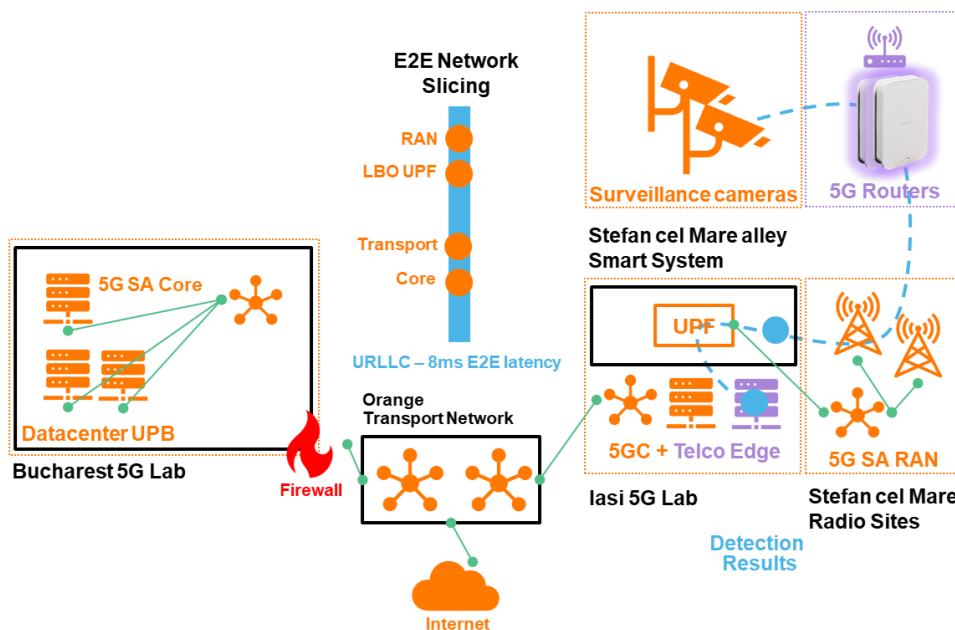 E2E Network
Slicing
RAN
LBO UPF
Transport
Core
URLLC – 8ms E2E latency
Surveillance cameras
5G Routers
Stefan cel Mare alley
Smart System
5G SA Core
Datacenter UPB
Bucharest 5G Lab
Firewall
Orange
Transport Network
Internet
UPF
5GC + Telco Edge
Iasi 5G Lab
5G SA RAN
Stefan cel Mare
Radio Sites
Detection
Results